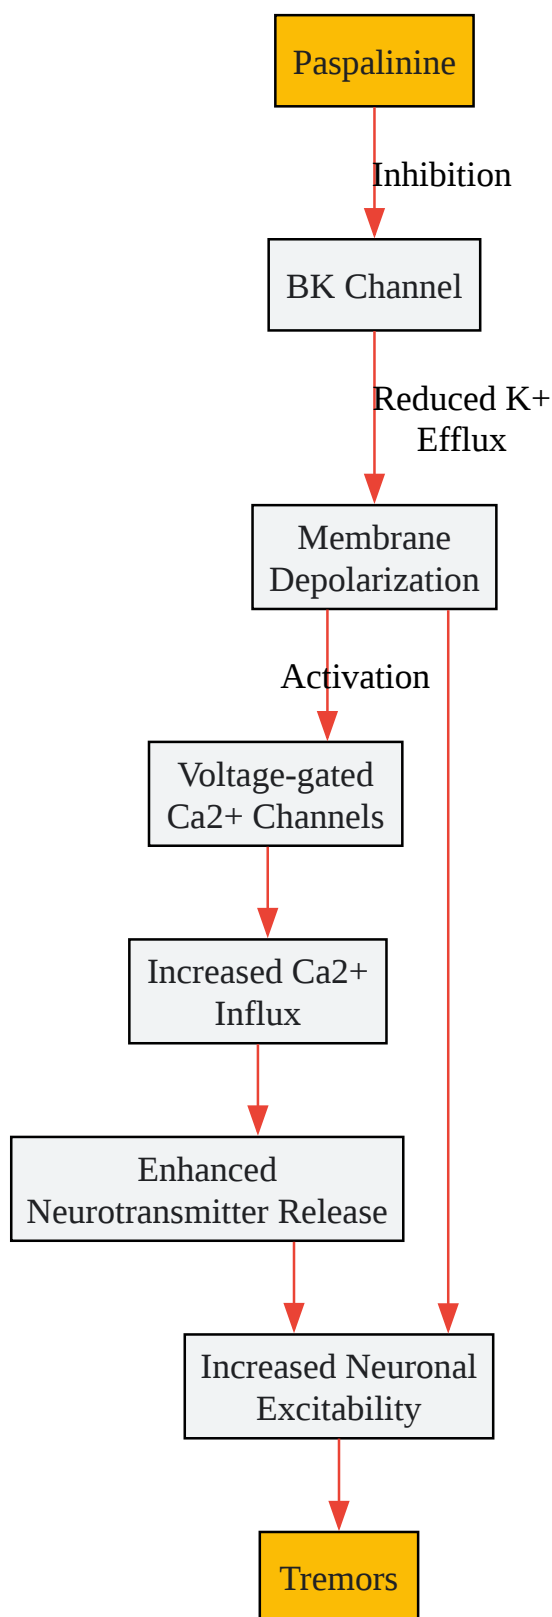 Paspalinine
Inhibition
BK Channel
Reduced K+
Efflux
Membrane
Depolarization
Activation
Voltage-gated
Ca2+ Channels
Increased Ca2+
Influx
Enhanced
Neurotransmitter Release
Increased Neuronal
Excitability
Tremors